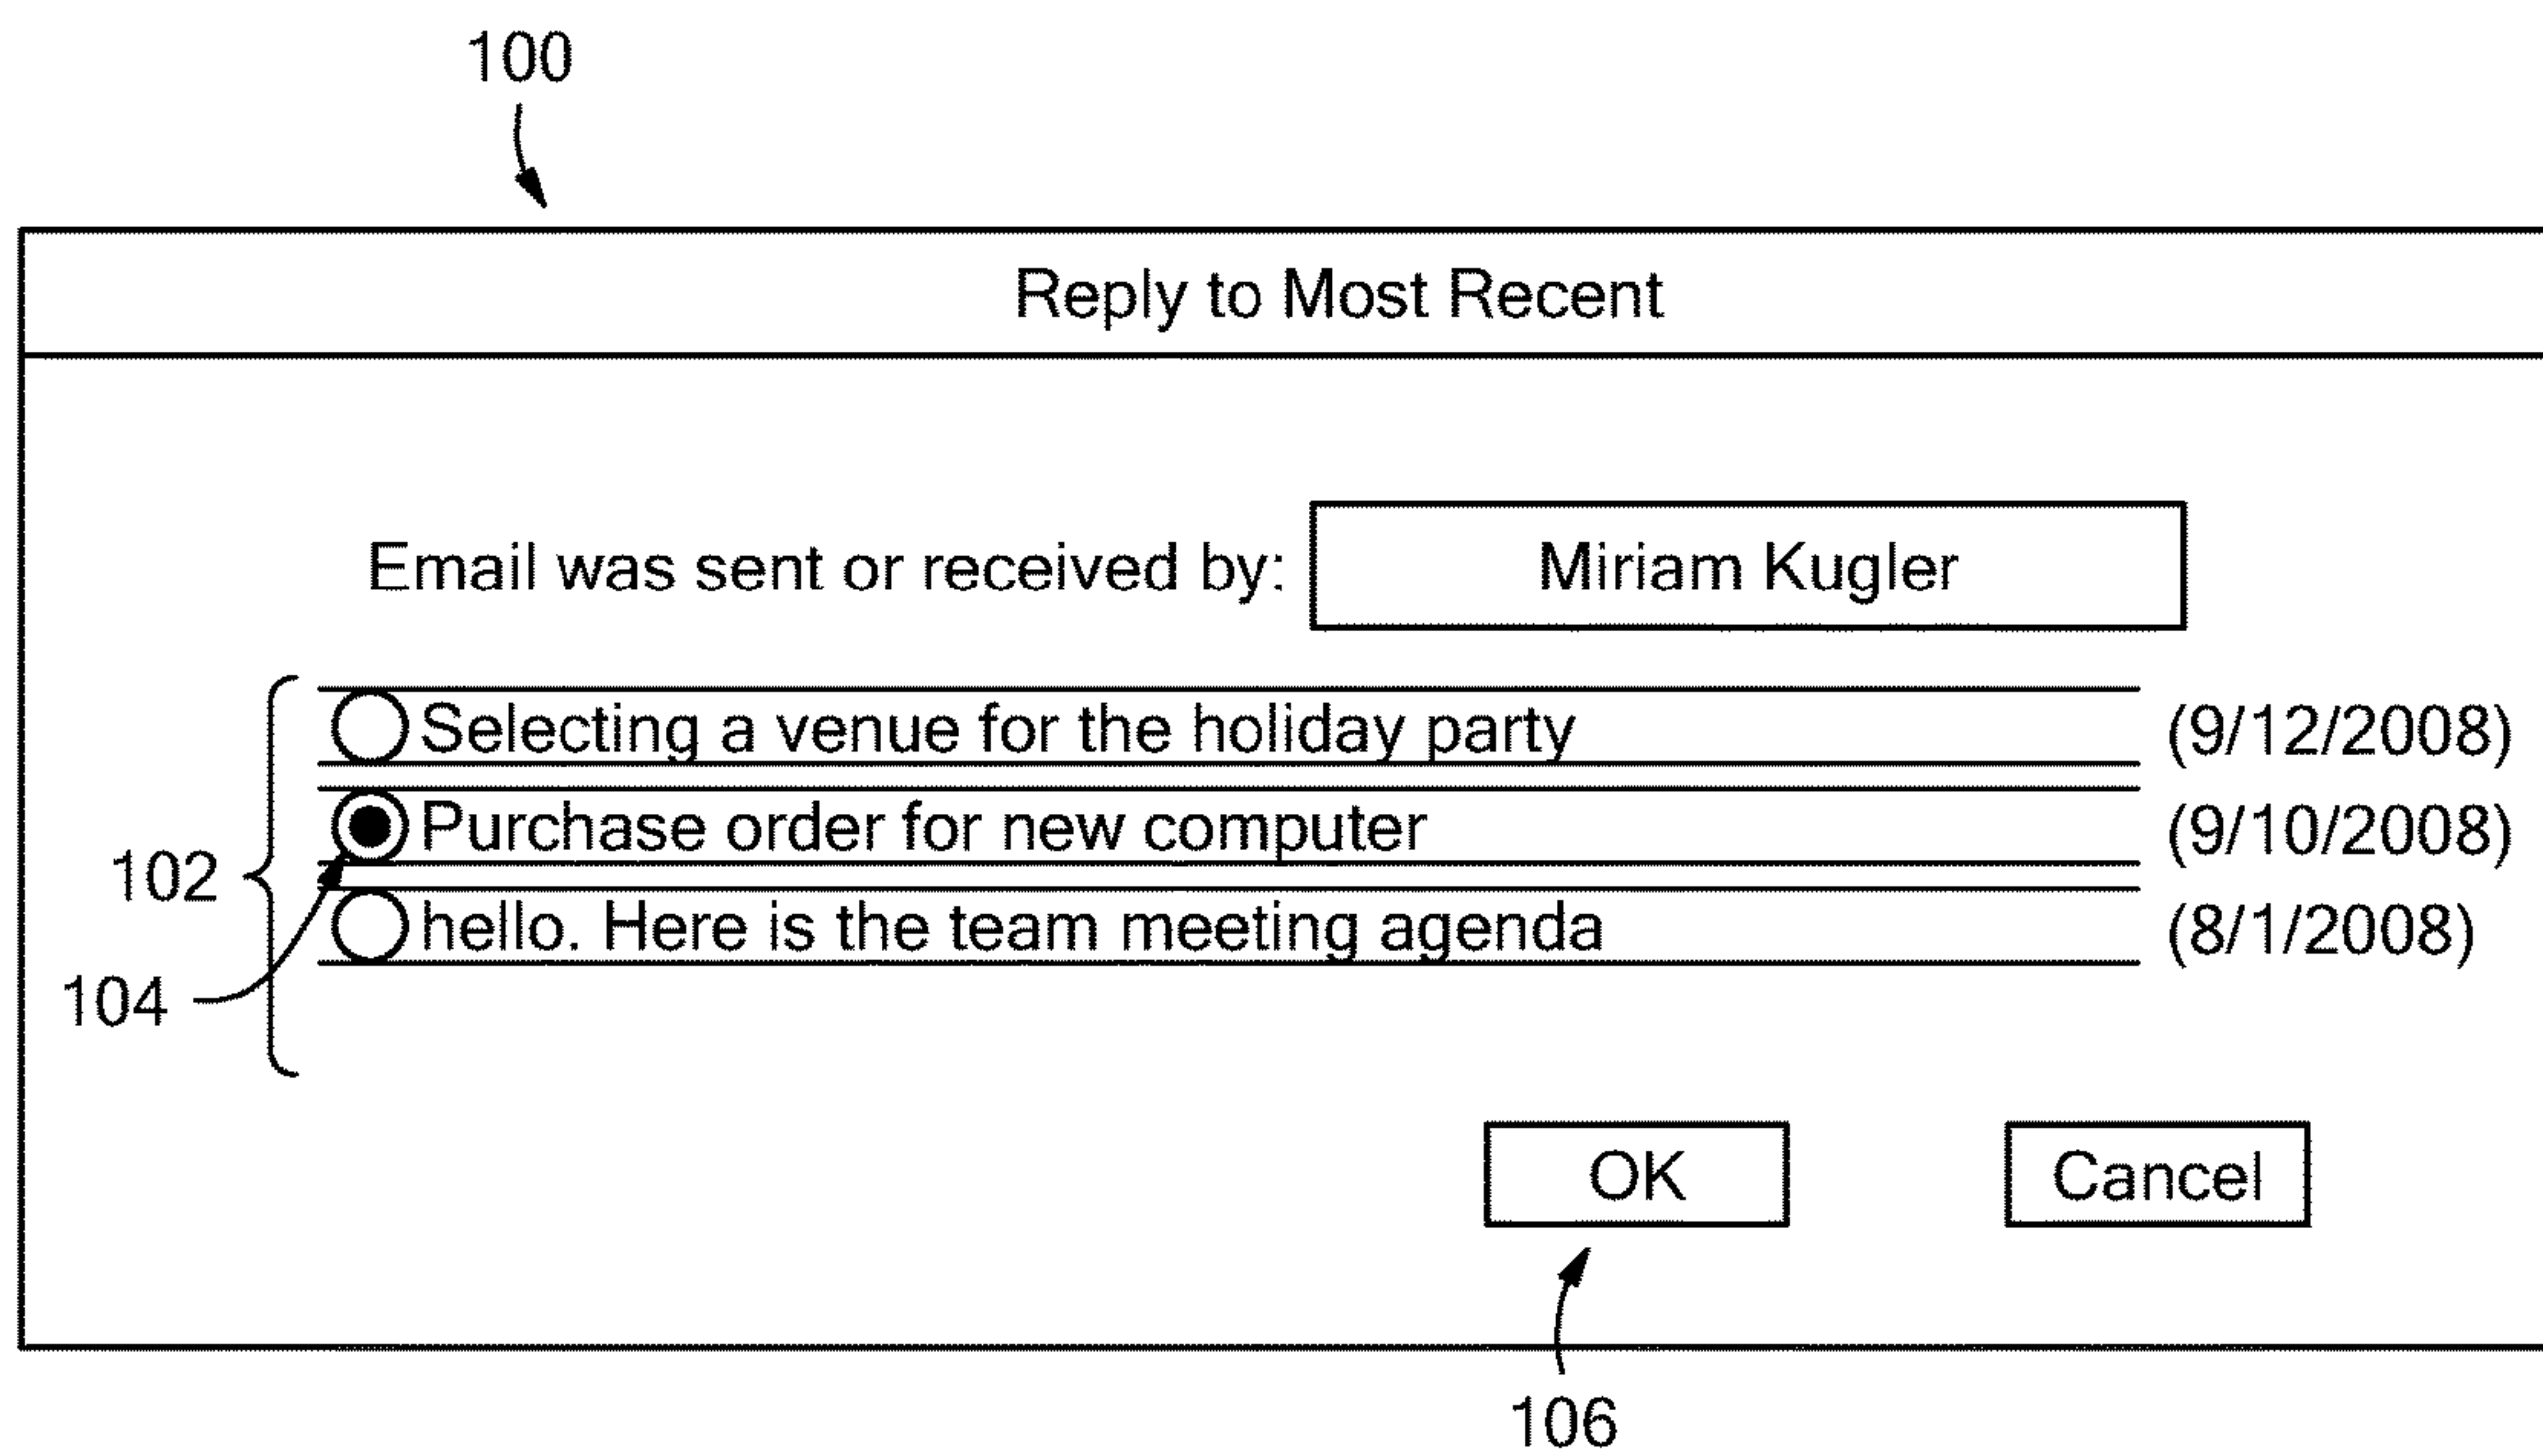 100
Reply to Most Recent
Email was sent or received by: Miriam Kugler
Selecting a venue for the holiday party (9/12/2008)
Purchase order for new computer (9/10/2008)
102
hello. Here is the team meeting agenda (8/1/2008)
104
OK Cancel
106